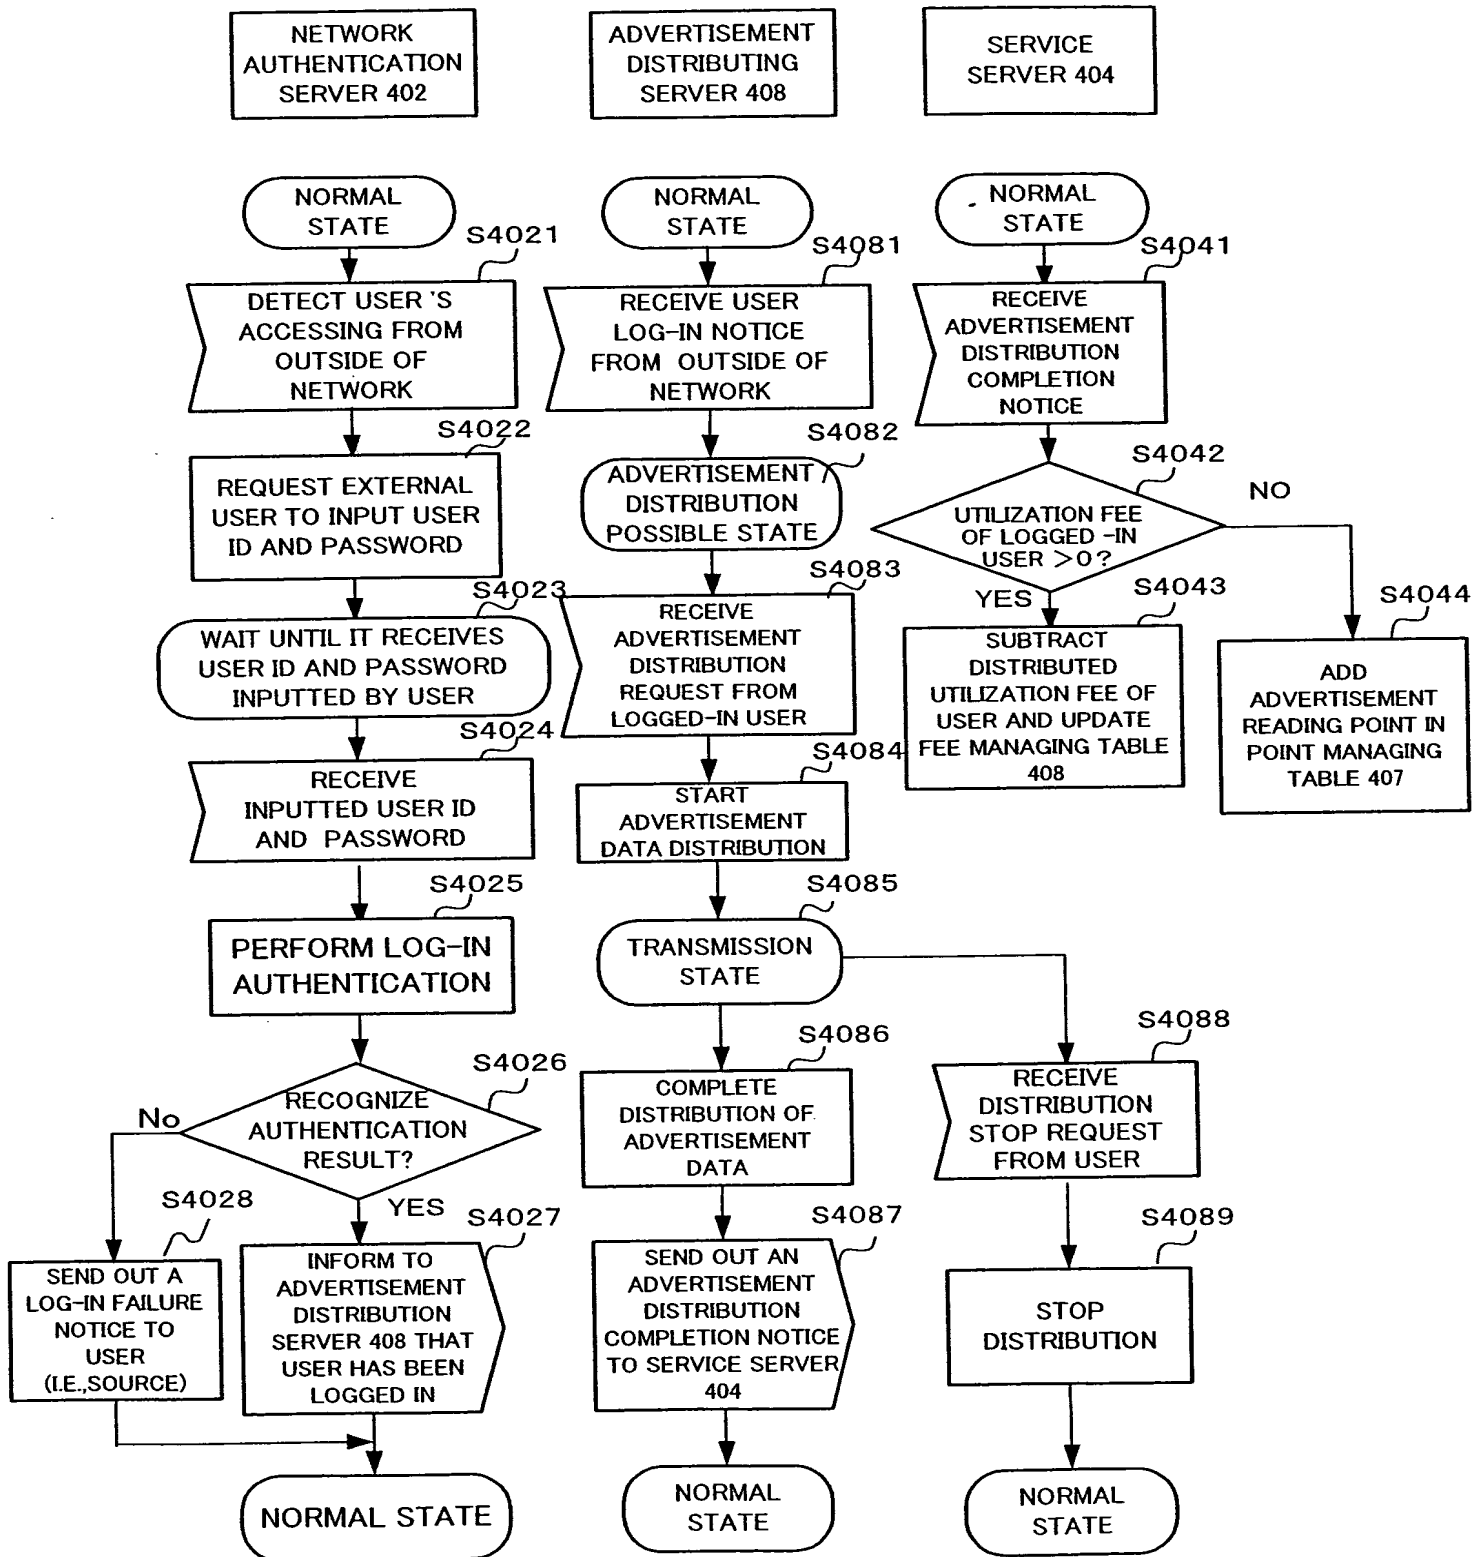 NETWORK
AUTHENTICATION
SERVER 402
ADVERTISEMENT
DISTRIBUTING
SERVER 408
SERVICE
SERVER 404
NORMAL
STATE
S4021
DETECT USER 'S
ACCESSING FROM
OUTSIDE OF
NETWORK
S4022
REQUEST EXTERNAL
USER TO INPUT USER
ID AND PASSWORD
S4023
WAIT UNTIL IT RECEIVES
USER ID AND PASSWORD
INPUTTED BY USER
S4024
RECEIVE
INPUTTED USER ID
AND PASSWORD
S4025
PERFORM LOG-IN
AUTHENTICATION
S4026
RECOGNIZE
AUTHENTICATION
RESULT?
No
YES
S4028
SEND OUT A
LOG-IN FAILURE
NOTICE TO
USER
(I.E.,SOURCE)
S4027
INFORM TO
ADVERTISEMENT
DISTRIBUTION
SERVER 408 THAT
USER HAS BEEN
LOGGED IN
NORMAL STATE
NORMAL
STATE
S4081
RECEIVE USER
LOG-IN NOTICE
FROM OUTSIDE OF
NETWORK
S4082
ADVERTISEMENT
DISTRIBUTION
POSSIBLE STATE
S4083
RECEIVE
ADVERTISEMENT
DISTRIBUTION
REQUEST FROM
LOGGED-IN USER
S4084
START
ADVERTISEMENT
DATA DISTRIBUTION
S4085
TRANSMISSION
STATE
S4086
COMPLETE
DISTRIBUTION OF
ADVERTISEMENT
DATA
S4087
SEND OUT AN
ADVERTISEMENT
DISTRIBUTION
COMPLETION NOTICE
TO SERVICE SERVER
404
NORMAL
STATE
S4088
RECEIVE
DISTRIBUTION
STOP REQUEST
FROM USER
S4089
STOP
DISTRIBUTION
NORMAL
STATE
NORMAL
STATE
S4041
RECEIVE
ADVERTISEMENT
DISTRIBUTION
COMPLETION
NOTICE
S4042
UTILIZATION FEE
OF LOGGED -IN
USER >0?
NO
YES
S4043
SUBTRACT
DISTRIBUTED
UTILIZATION FEE OF
USER AND UPDATE
FEE MANAGING TABLE
408
S4044
ADD
ADVERTISEMENT
READING POINT IN
POINT MANAGING
TABLE 407